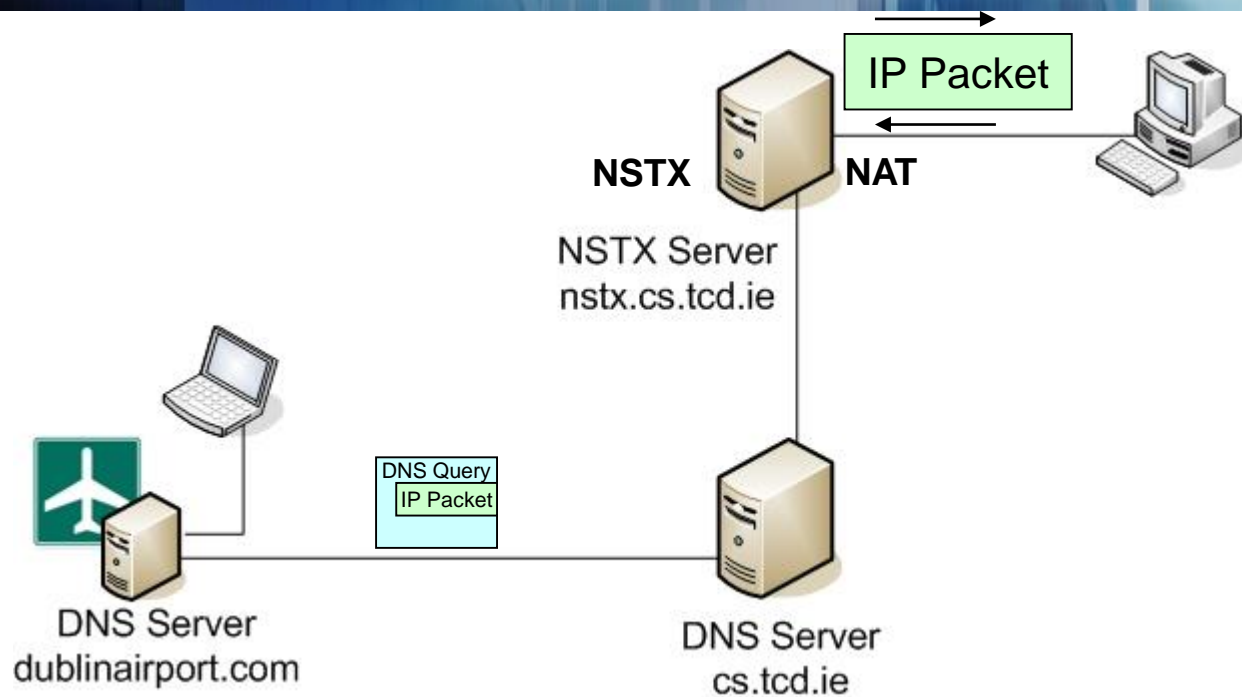 IP Packet
NSTX
NAT
NSTX Server
nstx.cs.tcd.ie
DNS Query
IP Packet
DNS Server
dublinairport.com
DNS Server
cs.tcd.ie